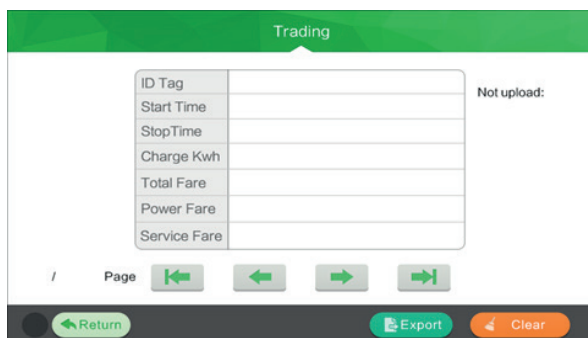 Trading
ID Tag
Not upload:
Start Time
StopTime
Charge Kwh
Total Fare
Power Fare
Service Fare
/ Page
Return
Export
Clear